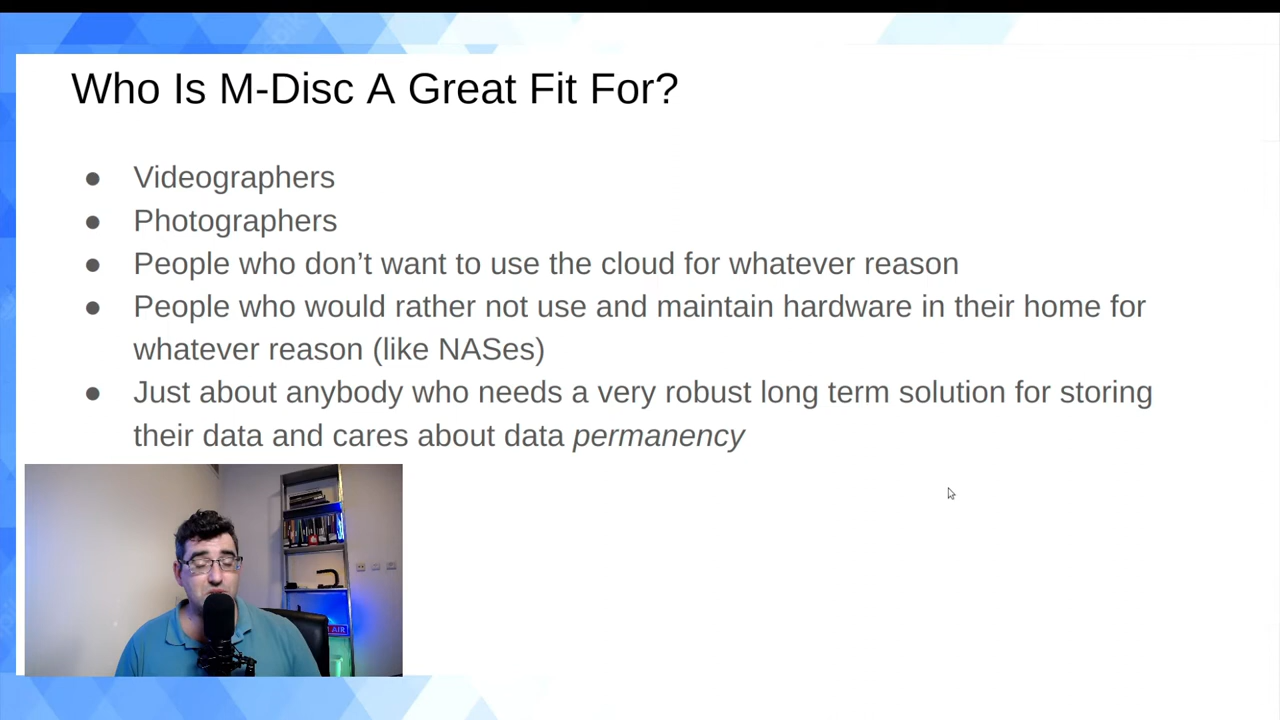 Who Is M-Disc A Great Fit For?
● Videographers
● Photographers
● People who don’t want to use the cloud for whatever reason
● People who would rather not use and maintain hardware in their home for
whatever reason (like NASes)
● Just about anybody who needs a very robust long term solution for storing
their data and cares about data permanency
AIR